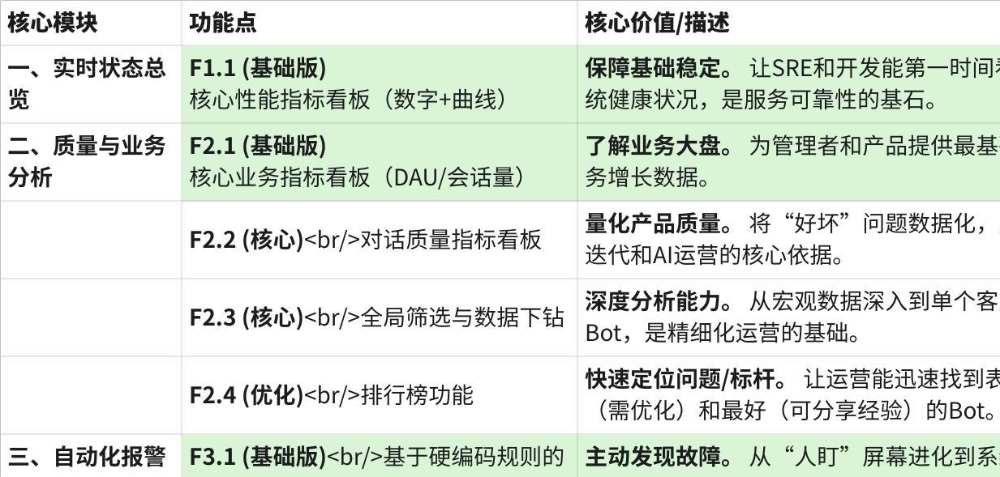 核心模块
功能点
核心价值/描述
一、实时状态总
览
F1.1 (基础版)
核心性能指标看板（数字+曲线）
保障基础稳定。 让SRE和开发能第一时间
统健康状况，是服务可靠性的基石。
二、质量与业务
分析
F2.1 (基础版)
核心业务指标看板（DAU/会话量）
了解业务大盘。 为管理者和产品提供最基
务增长数据。
F2.2 (核心)<br/>对话质量指标看板
量化产品质量。 将“好坏”问题数据化，
迭代和AI运营的核心依据。
F2.3 (核心)<br/>全局筛选与数据下钻
深度分析能力。 从宏观数据深入到单个客
Bot，是精细化运营的基础。
F2.4 (优化)<br/>排行榜功能
快速定位问题/标杆。 让运营能迅速找到表
（需优化）和最好（可分享经验）的Bot。
三、自动化报警
F3.1 (基础版)<br/>基于硬编码规则的
主动发现故障。 从“人盯”屏幕进化到系